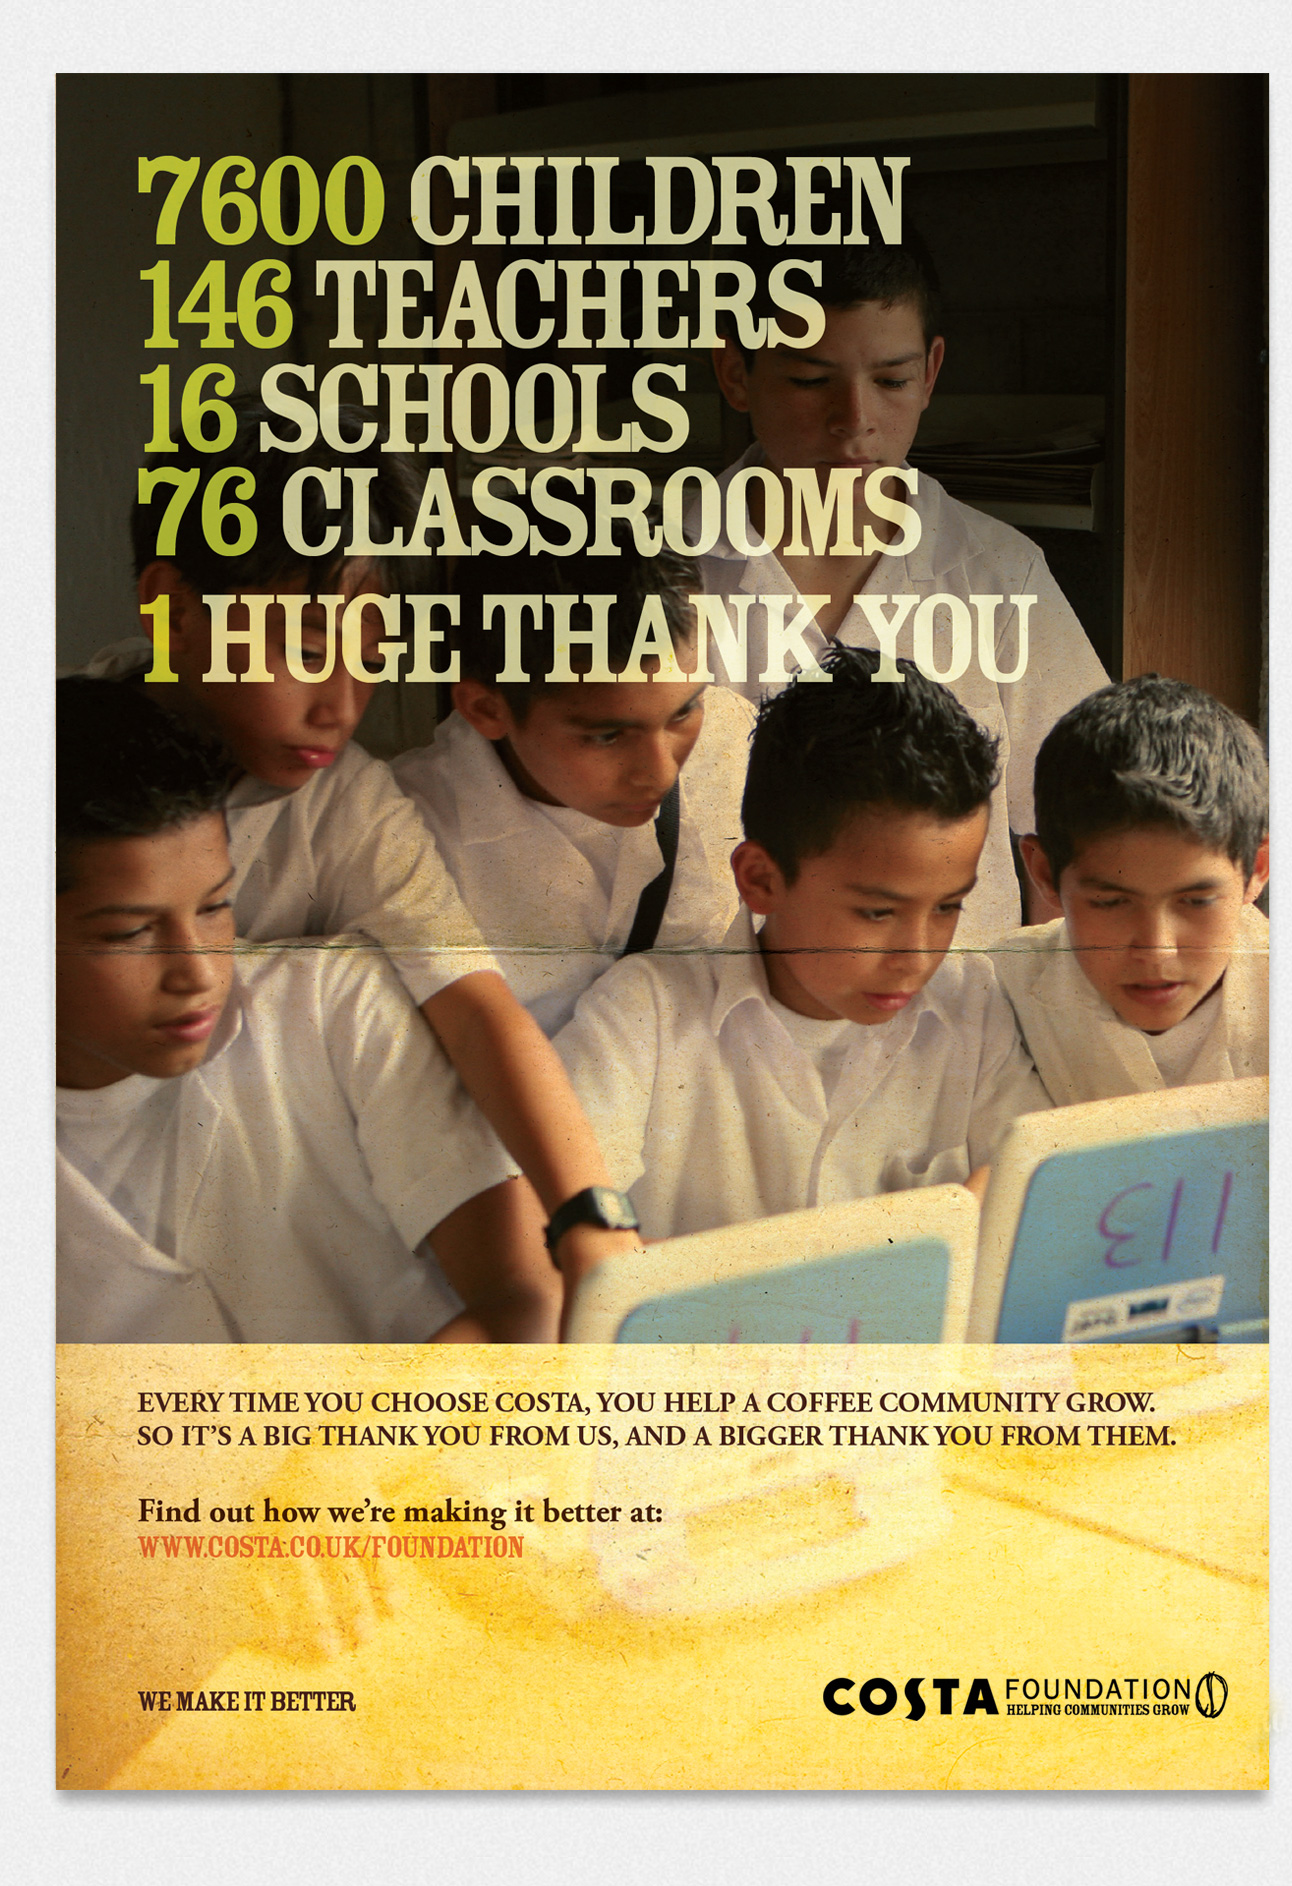 7600 CHILDREN
146 TEACHERS
16 SCHOOLS
76 CLASSROOMS
1 HUGE THANK YOU
113
EVERY TIME YOU CHOOSE COSTA, YOU HELP A COFFEE COMMUNITY GROW.
SO IT'S A BIG THANK YOU FROM US, AND A BIGGER THANK YOU FROM THEM.
Find out how we're making it better at:
WWW.COSTA.CO.UK/FOUNDATION
WE MAKE IT BETTER
COSTA FOUNDATION
HELPING COMMUNITIES GROW